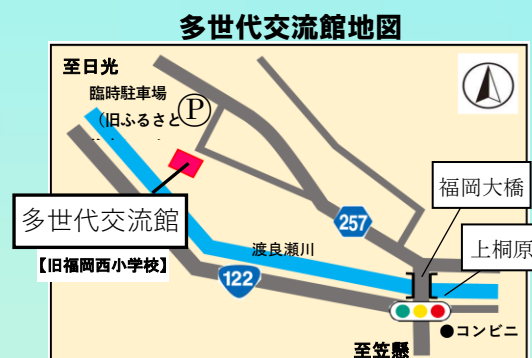 多世代交流館地図
至日光
臨時駐車場
P
（旧ふるさと
福岡大橋
多世代交流館
257
上桐原
【旧福岡西小学校】
渡良瀬川
122
●コンビニ
至笠懸